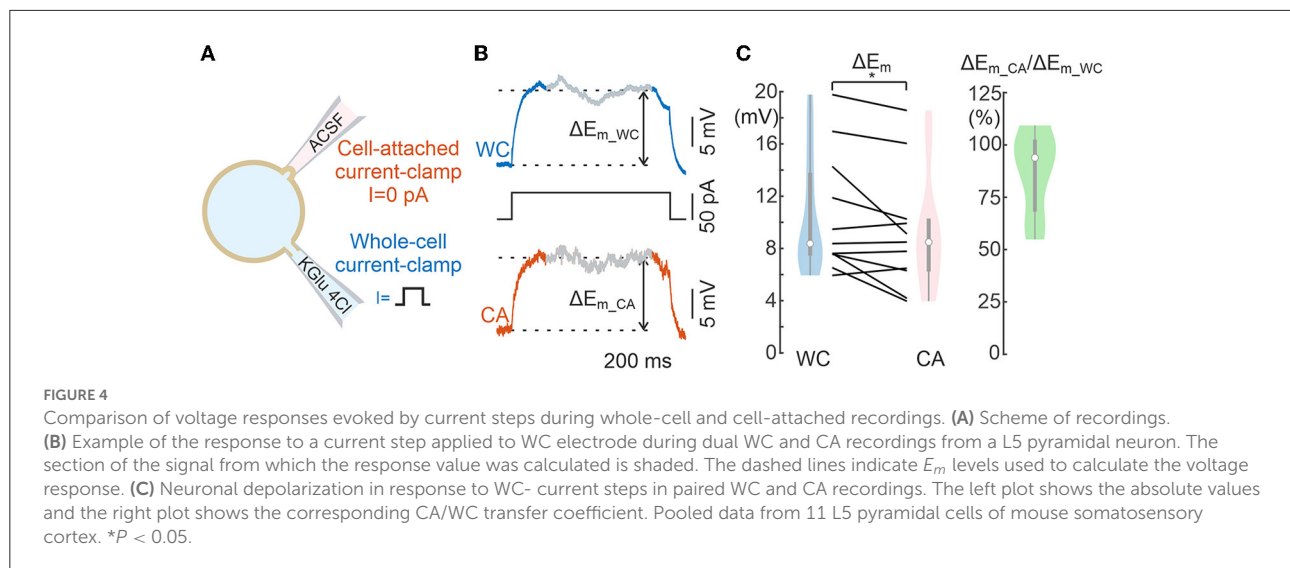 A
ACSF
Cell-attached
current-clamp
I=0 pA
Whole-cell
current-clamp
I=
KGlu 4Cl
B
WC
ΔEm_WC
5 mV
50 pA
CA
ΔEm_CA
5 mV
200 ms
C
ΔEm
*
20
(mV)
16
12
8
4
0
WC
CA
ΔEm_CA/ΔEm_WC
125
(%)
100
75
50
25
0
FIGURE 4
Comparison of voltage responses evoked by current steps during whole-cell and cell-attached recordings. (A) Scheme of recordings.
(B) Example of the response to a current step applied to WC electrode during dual WC and CA recordings from a L5 pyramidal neuron. The
section of the signal from which the response value was calculated is shaded. The dashed lines indicate Em levels used to calculate the voltage
response. (C) Neuronal depolarization in response to WC- current steps in paired WC and CA recordings. The left plot shows the absolute values
and the right plot shows the corresponding CA/WC transfer coefficient. Pooled data from 11 L5 pyramidal cells of mouse somatosensory
cortex. *P < 0.05.